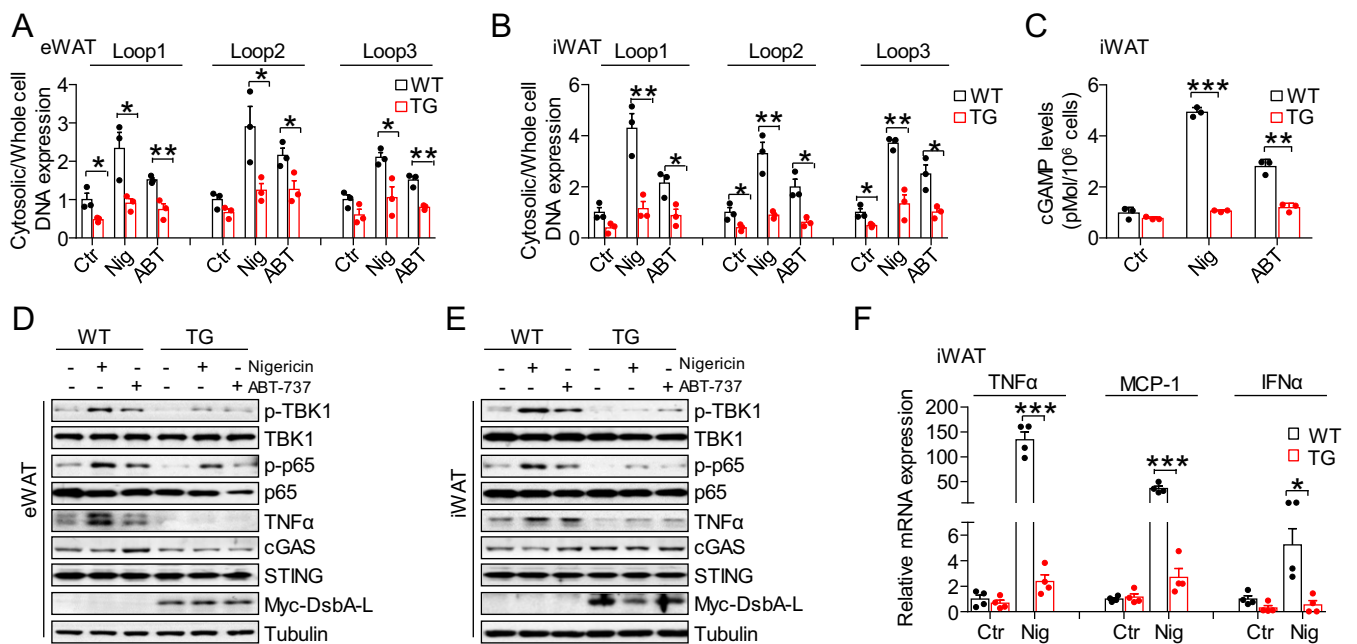 A
eWAT
Loop1 Loop2 Loop3
Cytosolic/Whole cell
DNA expression
4
3
2
1
0
* * ** * * * **
WT
TG
Ctr Nig ABT Ctr Nig ABT Ctr Nig ABT
B
iWAT
Loop1 Loop2 Loop3
Cytosolic/Whole cell
DNA expression
6
4
2
0
** * * ** * * ** *
WT
TG
Ctr Nig ABT Ctr Nig ABT Ctr Nig ABT
C
iWAT
cGAMP levels
(pMol/10⁶ cells)
6
5
4
3
2
1
0
*** **
WT
TG
Ctr Nig ABT
D
WT TG
- + - - + - Nigericin
- - + - - + ABT-737
eWAT
p-TBK1
TBK1
p-p65
p65
TNFα
cGAS
STING
Myc-DsbA-L
Tubulin
E
WT TG
- + - - + - Nigericin
- - + - - + ABT-737
iWAT
p-TBK1
TBK1
p-p65
p65
TNFα
cGAS
STING
Myc-DsbA-L
Tubulin
F
iWAT
TNFα MCP-1 IFNα
Relative mRNA expression
200
150
100
50
6
4
2
0
*** *** *
WT
TG
Ctr Nig Ctr Nig Ctr Nig